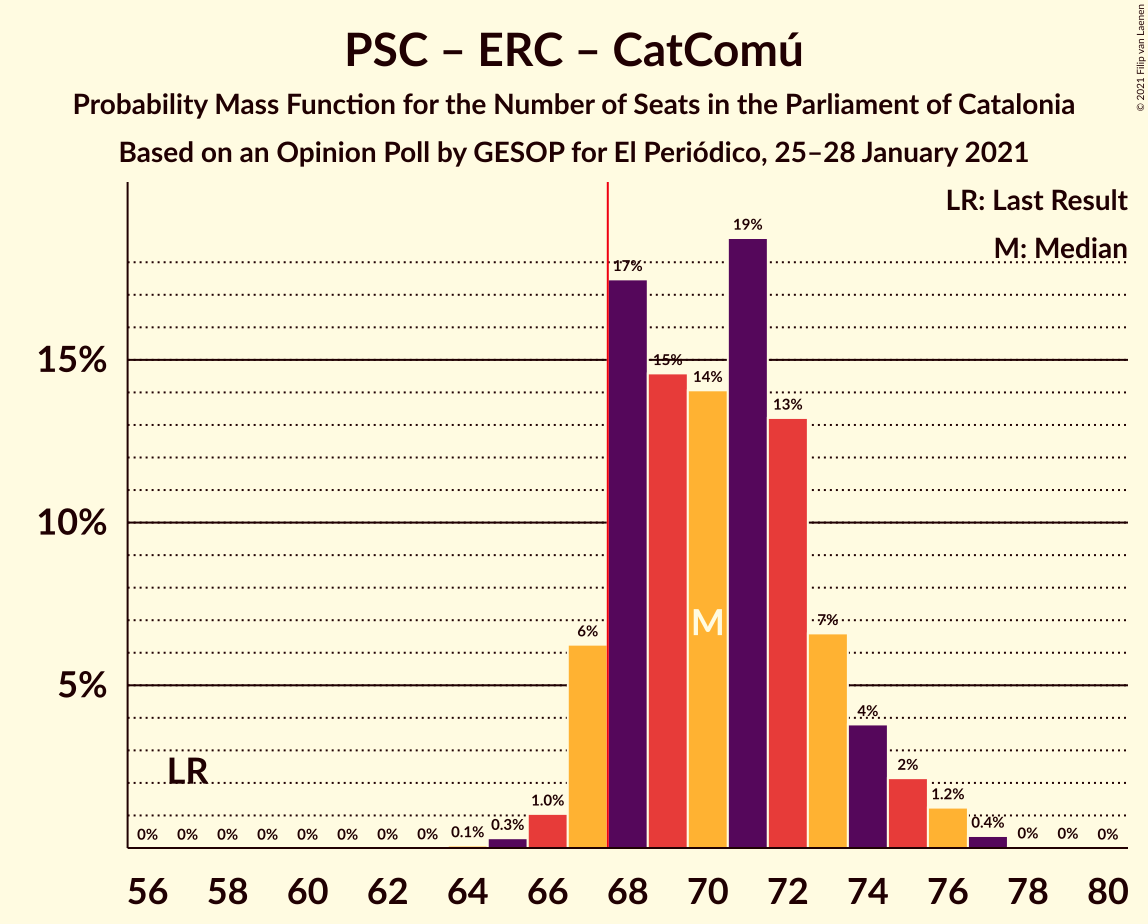 PSC – ERC – CatComú
Probability Mass Function for the Number of Seats in the Parliament of Catalonia
Based on an Opinion Poll by GESOP for El Periódico, 25–28 January 2021
© 2021 Filip van Laenen
LR: Last Result
M: Median
15%
10%
5%
0% 0% 0% 0% 0% 0% 0% 0% 0.1% 0.3% 1.0% 6% 17% 15% 14% 19% 13% 7% 4% 2% 1.2% 0.4% 0% 0% 0%
LR
M
56 58 60 62 64 66 68 70 72 74 76 78 80